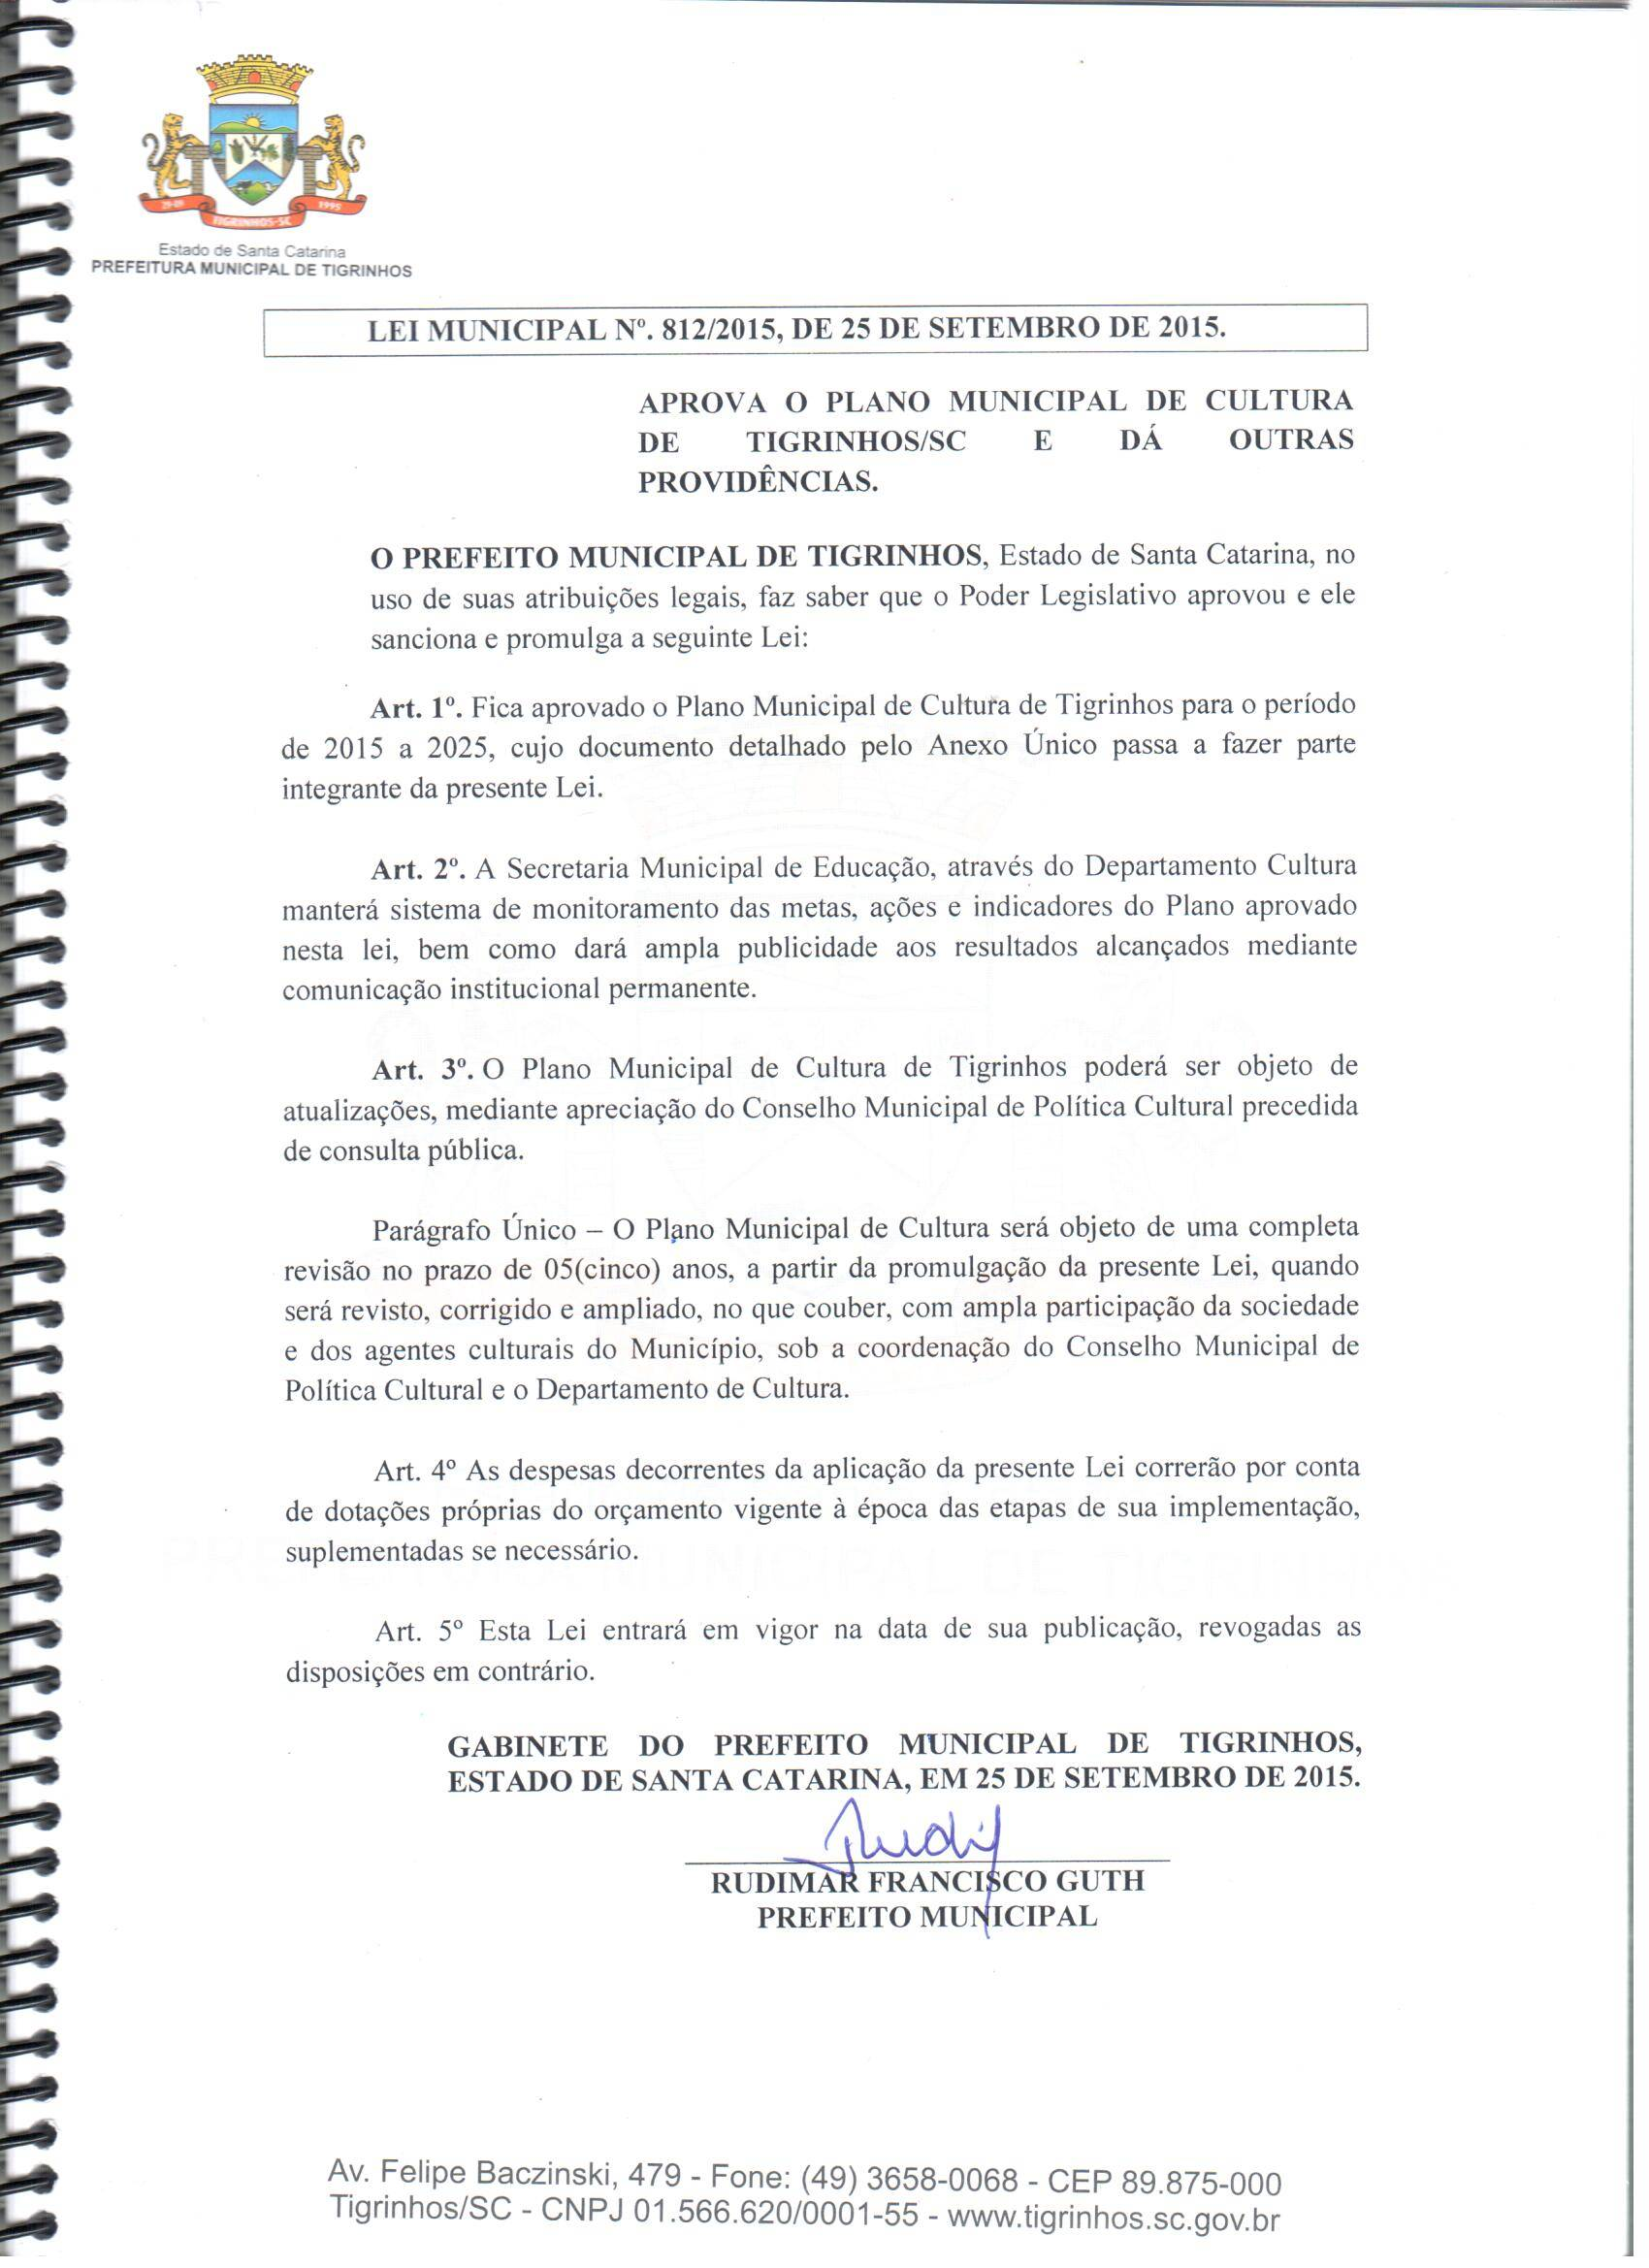 29-09
TIGRINHOS-SC
1995
Estado de Santa Catarina
PREFEITURA MUNICIPAL DE TIGRINHOS
LEI MUNICIPAL Nº. 812/2015, DE 25 DE SETEMBRO DE 2015.
APROVA O PLANO MUNICIPAL DE CULTURA
DE TIGRINHOS/SC E DÁ OUTRAS
PROVIDÊNCIAS.
O PREFEITO MUNICIPAL DE TIGRINHOS, Estado de Santa Catarina, no
uso de suas atribuições legais, faz saber que o Poder Legislativo aprovou e ele
sanciona e promulga a seguinte Lei:
Art. 1º. Fica aprovado o Plano Municipal de Cultura de Tigrinhos para o período
de 2015 a 2025, cujo documento detalhado pelo Anexo Único passa a fazer parte
integrante da presente Lei.
Art. 2º. A Secretaria Municipal de Educação, através do Departamento Cultura
manterá sistema de monitoramento das metas, ações e indicadores do Plano aprovado
nesta lei, bem como dará ampla publicidade aos resultados alcançados mediante
comunicação institucional permanente.
Art. 3º. O Plano Municipal de Cultura de Tigrinhos poderá ser objeto de
atualizações, mediante apreciação do Conselho Municipal de Política Cultural precedida
de consulta pública.
Parágrafo Único – O Plano Municipal de Cultura será objeto de uma completa
revisão no prazo de 05(cinco) anos, a partir da promulgação da presente Lei, quando
será revisto, corrigido e ampliado, no que couber, com ampla participação da sociedade
e dos agentes culturais do Município, sob a coordenação do Conselho Municipal de
Política Cultural e o Departamento de Cultura.
Art. 4º As despesas decorrentes da aplicação da presente Lei correrão por conta
de dotações próprias do orçamento vigente à época das etapas de sua implementação,
suplementadas se necessário.
PREFEITURA MUNICIPAL DE TIGRINHOS
Art. 5º Esta Lei entrará em vigor na data de sua publicação, revogadas as
disposições em contrário.
GABINETE DO PREFEITO MUNICIPAL DE TIGRINHOS,
ESTADO DE SANTA CATARINA, EM 25 DE SETEMBRO DE 2015.
RUDIMAR FRANCISCO GUTH
PREFEITO MUNICIPAL
Av. Felipe Baczinski, 479 - Fone: (49) 3658-0068 - CEP 89.875-000
Tigrinhos/SC - CNPJ 01.566.620/0001-55 - www.tigrinhos.sc.gov.br